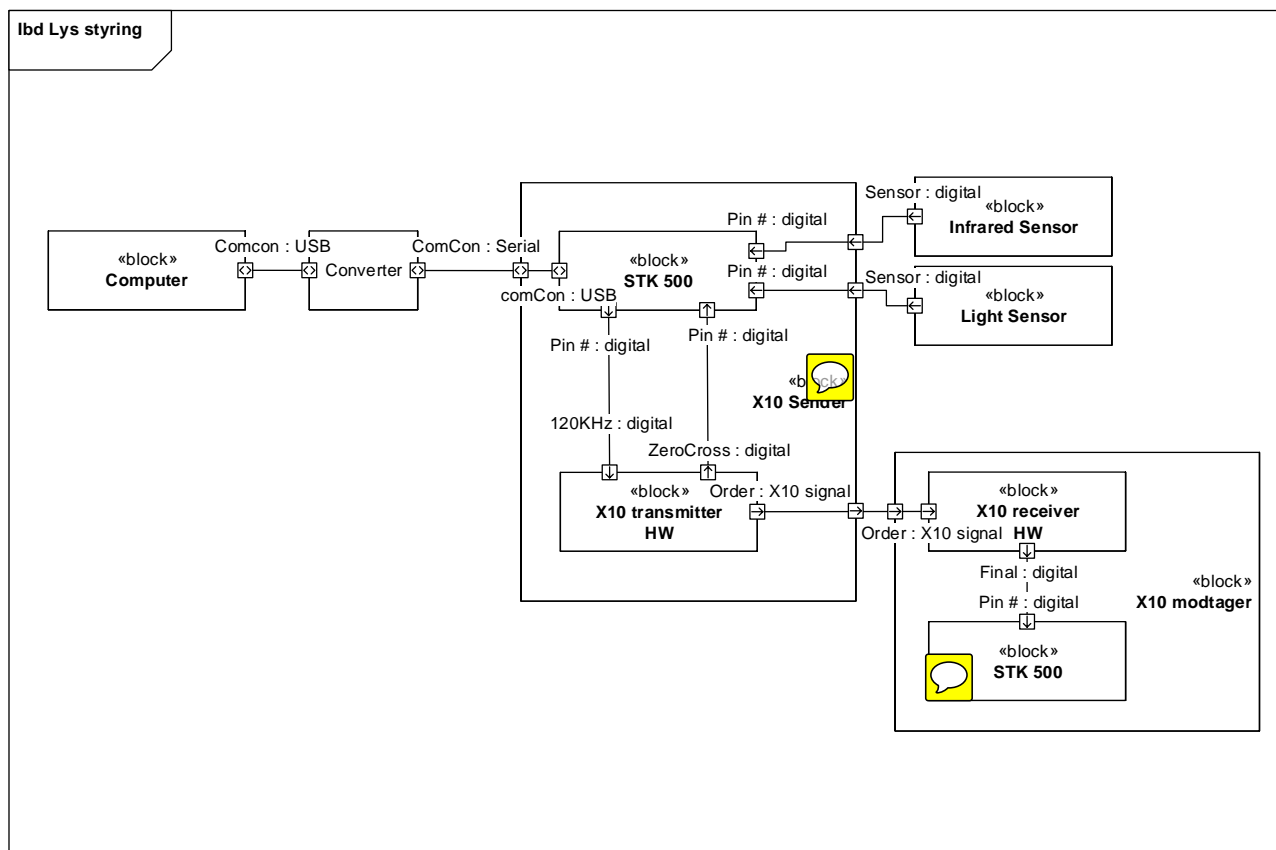 Ibd Lys styring
Sensor : digital
«block»
Infrared Sensor
Pin # : digital
Comcon : USB
ComCon : Serial
«block»
Computer
Converter
«block»
STK 500
Pin # : digital
Sensor : digital
«block»
Light Sensor
comCon : USB
Pin # : digital
Pin # : digital
«block»
X10 Sender
120KHz : digital
ZeroCross : digital
«block»
X10 transmitter
HW
Order : X10 signal
«block»
X10 receiver
HW
Order : X10 signal
Final : digital
Pin # : digital
«block»
X10 modtager
«block»
STK 500